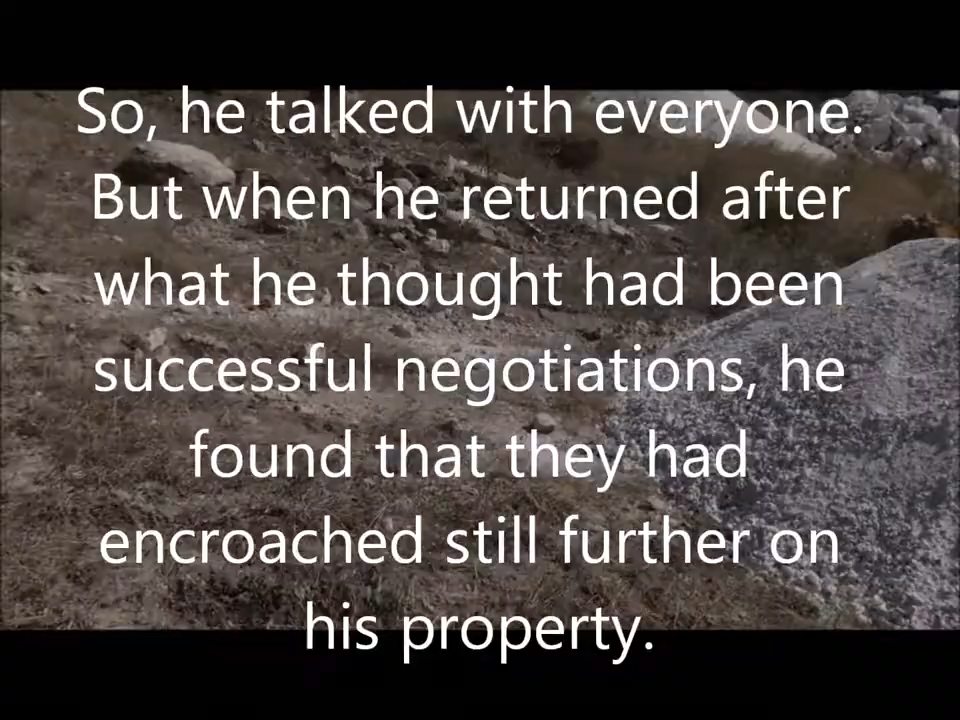 So, he talked with everyone.
But when he returned after
what he thought had been
successful negotiations, he
found that they had
encroached still further on
his property.